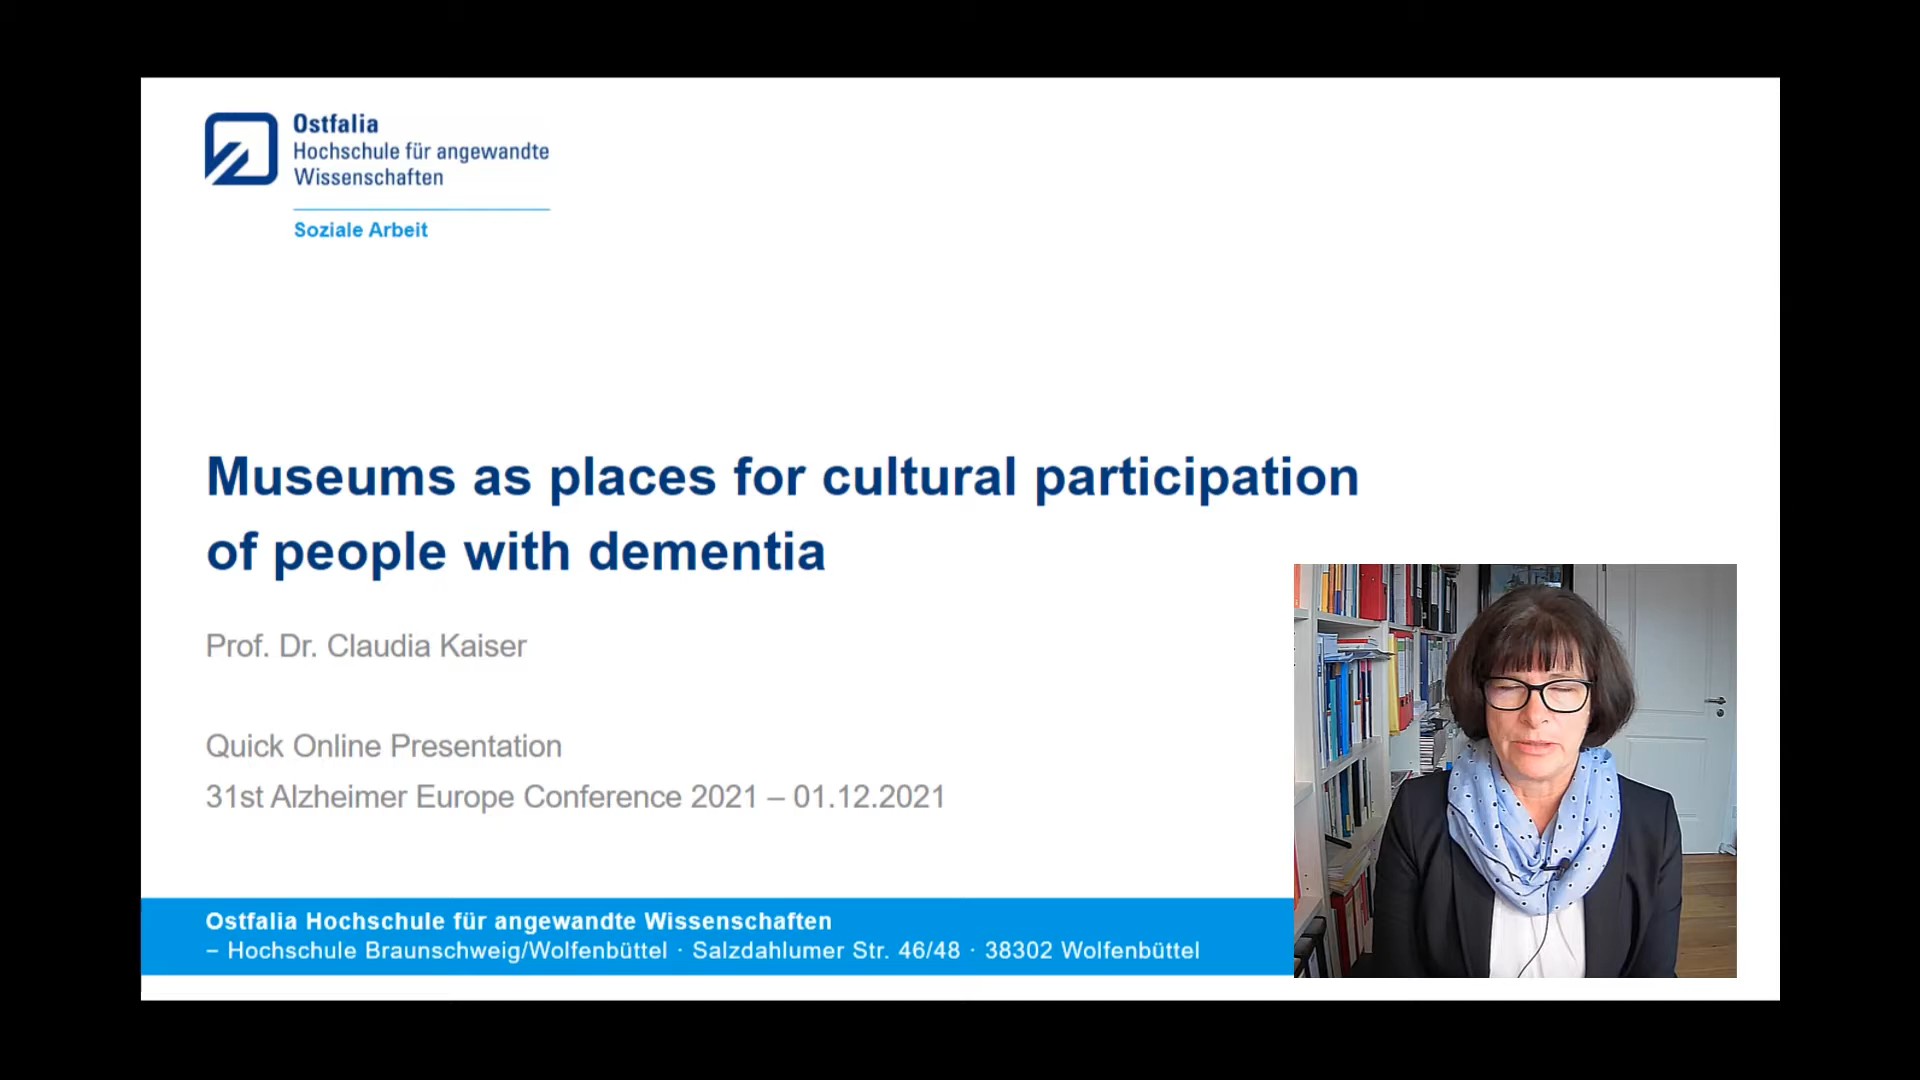 Ostfalia
Hochschule für angewandte
Wissenschaften
Soziale Arbeit
Museums as places for cultural participation
of people with dementia
Prof. Dr. Claudia Kaiser
Quick Online Presentation
31st Alzheimer Europe Conference 2021 – 01.12.2021
Ostfalia Hochschule für angewandte Wissenschaften
– Hochschule Braunschweig/Wolfenbüttel · Salzdahlumer Str. 46/48 · 38302 Wolfenbüttel